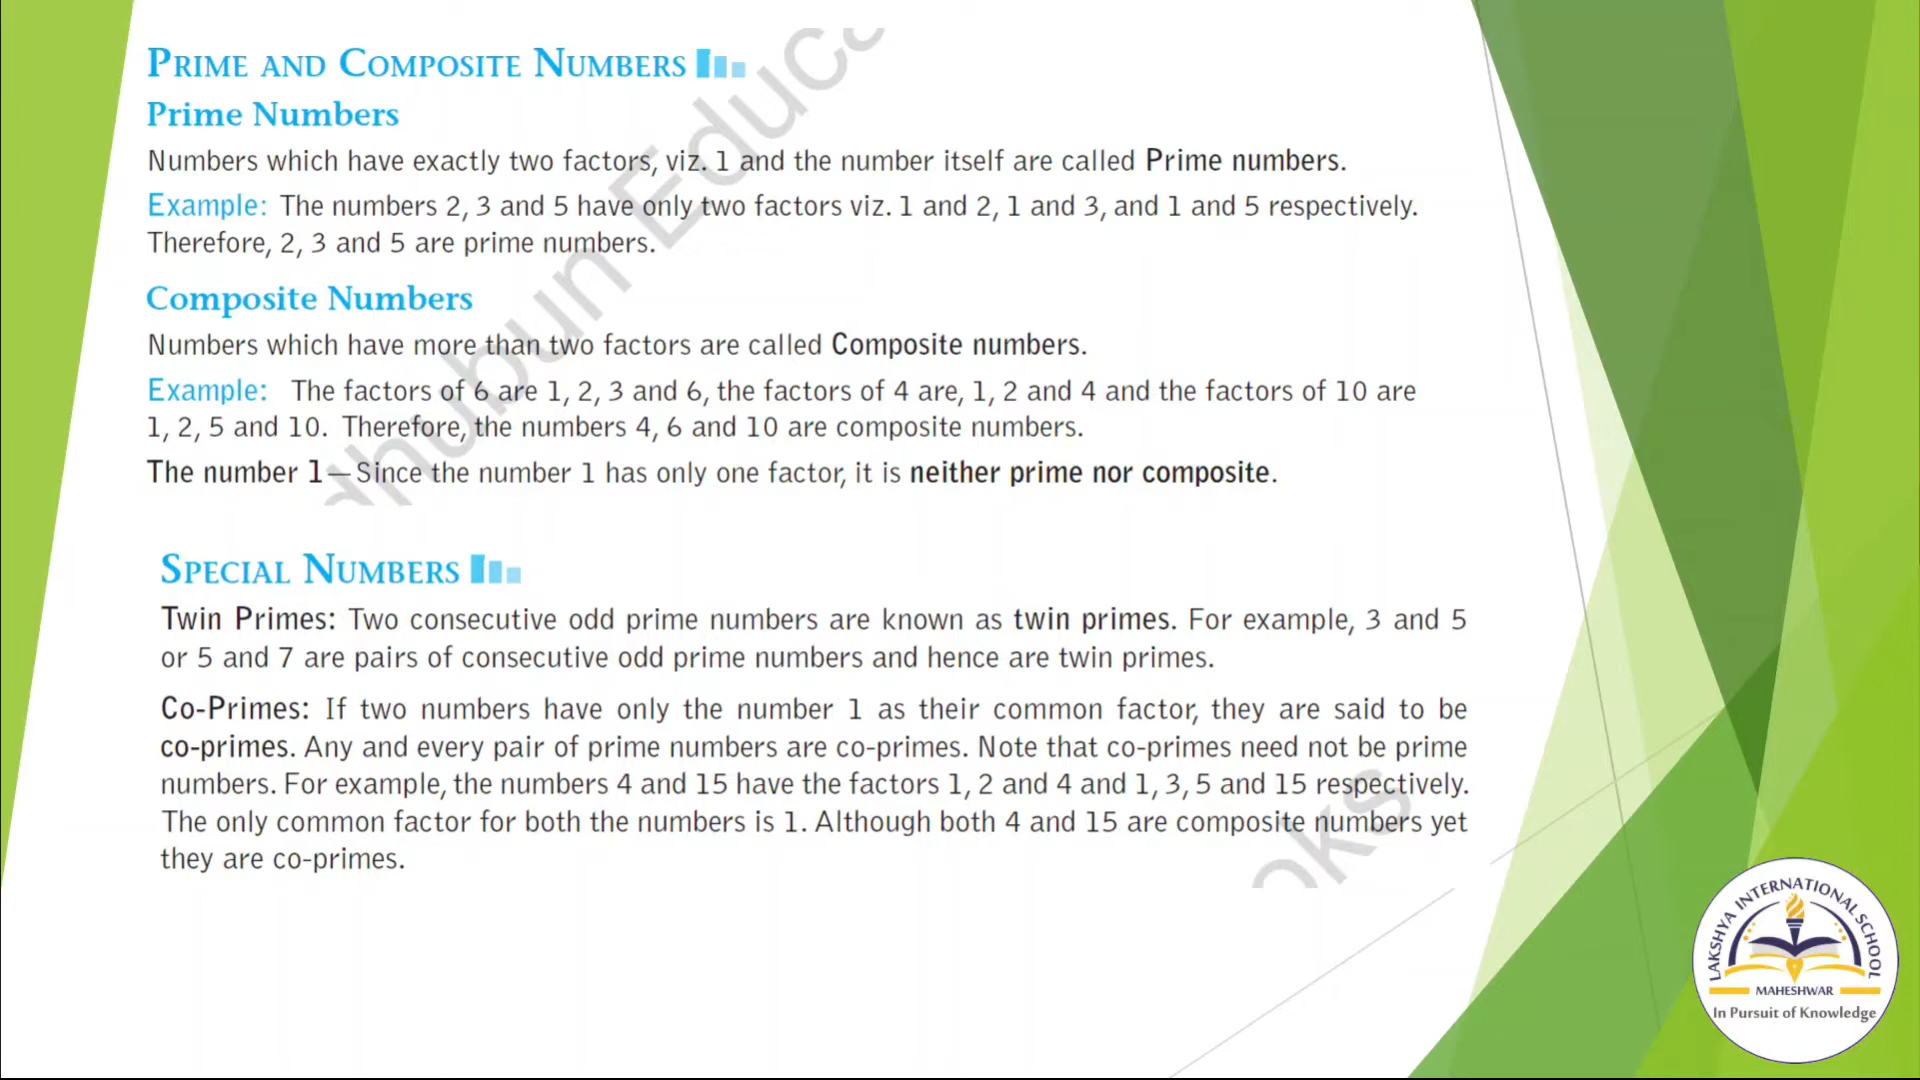 PRIME AND COMPOSITE NUMBERS
Prime Numbers
Numbers which have exactly two factors, viz. 1 and the number itself are called Prime numbers.
Example: The numbers 2, 3 and 5 have only two factors viz. 1 and 2, 1 and 3, and 1 and 5 respectively.
Therefore, 2, 3 and 5 are prime numbers.
Composite Numbers
Numbers which have more than two factors are called Composite numbers.
Example: The factors of 6 are 1, 2, 3 and 6, the factors of 4 are, 1, 2 and 4 and the factors of 10 are
1, 2, 5 and 10. Therefore, the numbers 4, 6 and 10 are composite numbers.
The number 1—Since the number 1 has only one factor, it is neither prime nor composite.
SPECIAL NUMBERS
Twin Primes: Two consecutive odd prime numbers are known as twin primes. For example, 3 and 5
or 5 and 7 are pairs of consecutive odd prime numbers and hence are twin primes.
Co-Primes: If two numbers have only the number 1 as their common factor, they are said to be
co-primes. Any and every pair of prime numbers are co-primes. Note that co-primes need not be prime
numbers. For example, the numbers 4 and 15 have the factors 1, 2 and 4 and 1, 3, 5 and 15 respectively.
The only common factor for both the numbers is 1. Although both 4 and 15 are composite numbers yet
they are co-primes.
LAKSHYA INTERNATIONAL SCHOOL
MAHESHWAR
In Pursuit of Knowledge